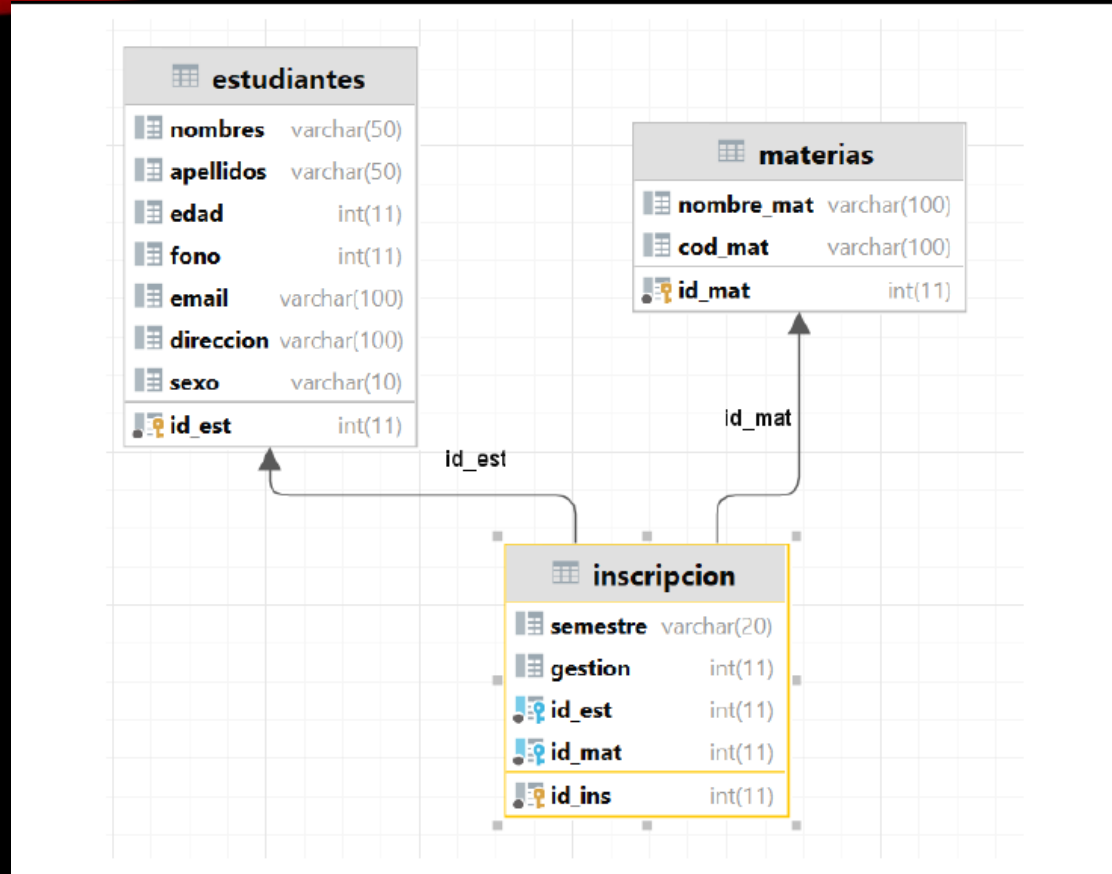 estudiantes
nombres varchar(50)
apellidos varchar(50)
edad int(11)
fono int(11)
email varchar(100)
direccion varchar(100)
sexo varchar(10)
id_est int(11)
materias
nombre_mat varchar(100)
cod_mat varchar(100)
id_mat int(11)
id_est
id_mat
inscripcion
semestre varchar(20)
gestion int(11)
id_est int(11)
id_mat int(11)
id_ins int(11)